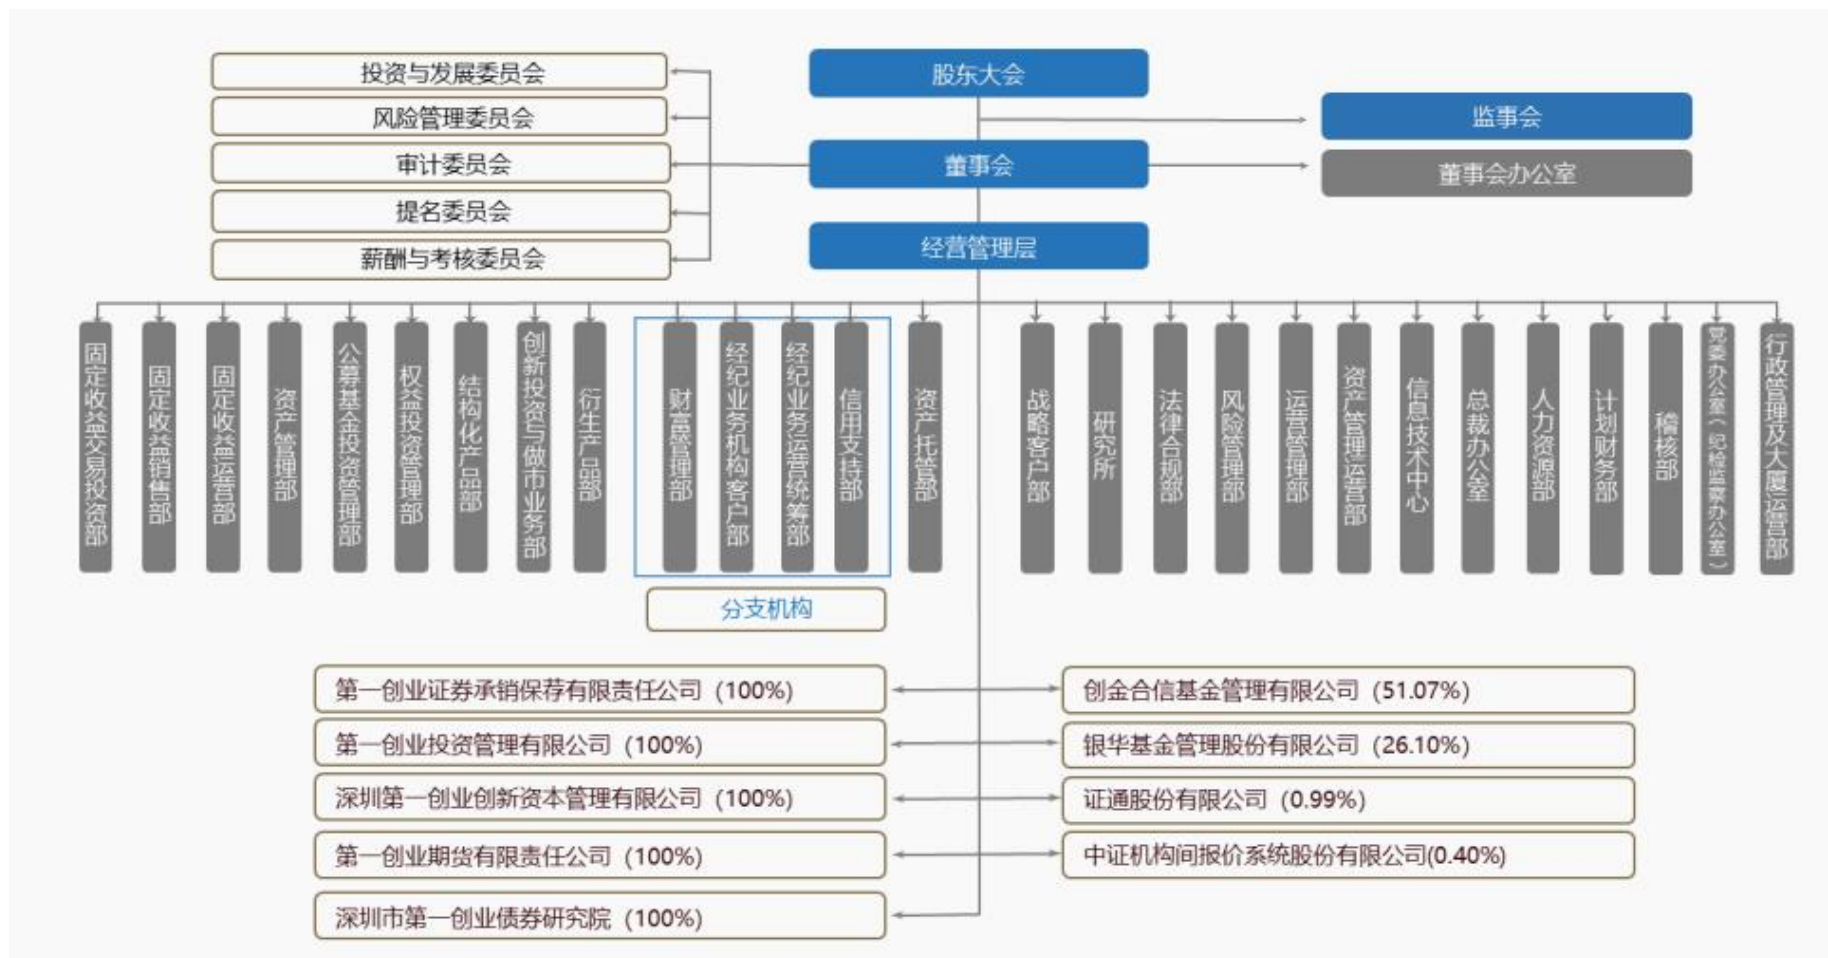 投资与发展委员会
风险管理委员会
审计委员会
提名委员会
薪酬与考核委员会
股东大会
董事会
经营管理层
监事会
董事会办公室
固定收益交易投资部
固定收益销售部
固定收益运营部
资产管理部
公募基金投资管理部
权益投资管理部
结构化产品部
创新投资与做市业务部
衍生产品部
财富管理部
经纪业务机构客户部
经纪业务运营统筹部
信用支持部
资产托管部
战略客户部
研究所
法律合规部
风险管理部
运营管理部
资产管理运营部
信息技术中心
总裁办公室
人力资源部
计划财务部
稽核部
党委办公室（纪检监察办公室）
行政管理及大厦运营部
分支机构
第一创业证券承销保荐有限责任公司 (100%)
第一创业投资管理有限公司 (100%)
深圳第一创业创新资本管理有限公司 (100%)
第一创业期货有限责任公司 (100%)
深圳市第一创业债券研究院 (100%)
创金合信基金管理有限公司 (51.07%)
银华基金管理股份有限公司 (26.10%)
证通股份有限公司 (0.99%)
中证机构间报价系统股份有限公司(0.40%)